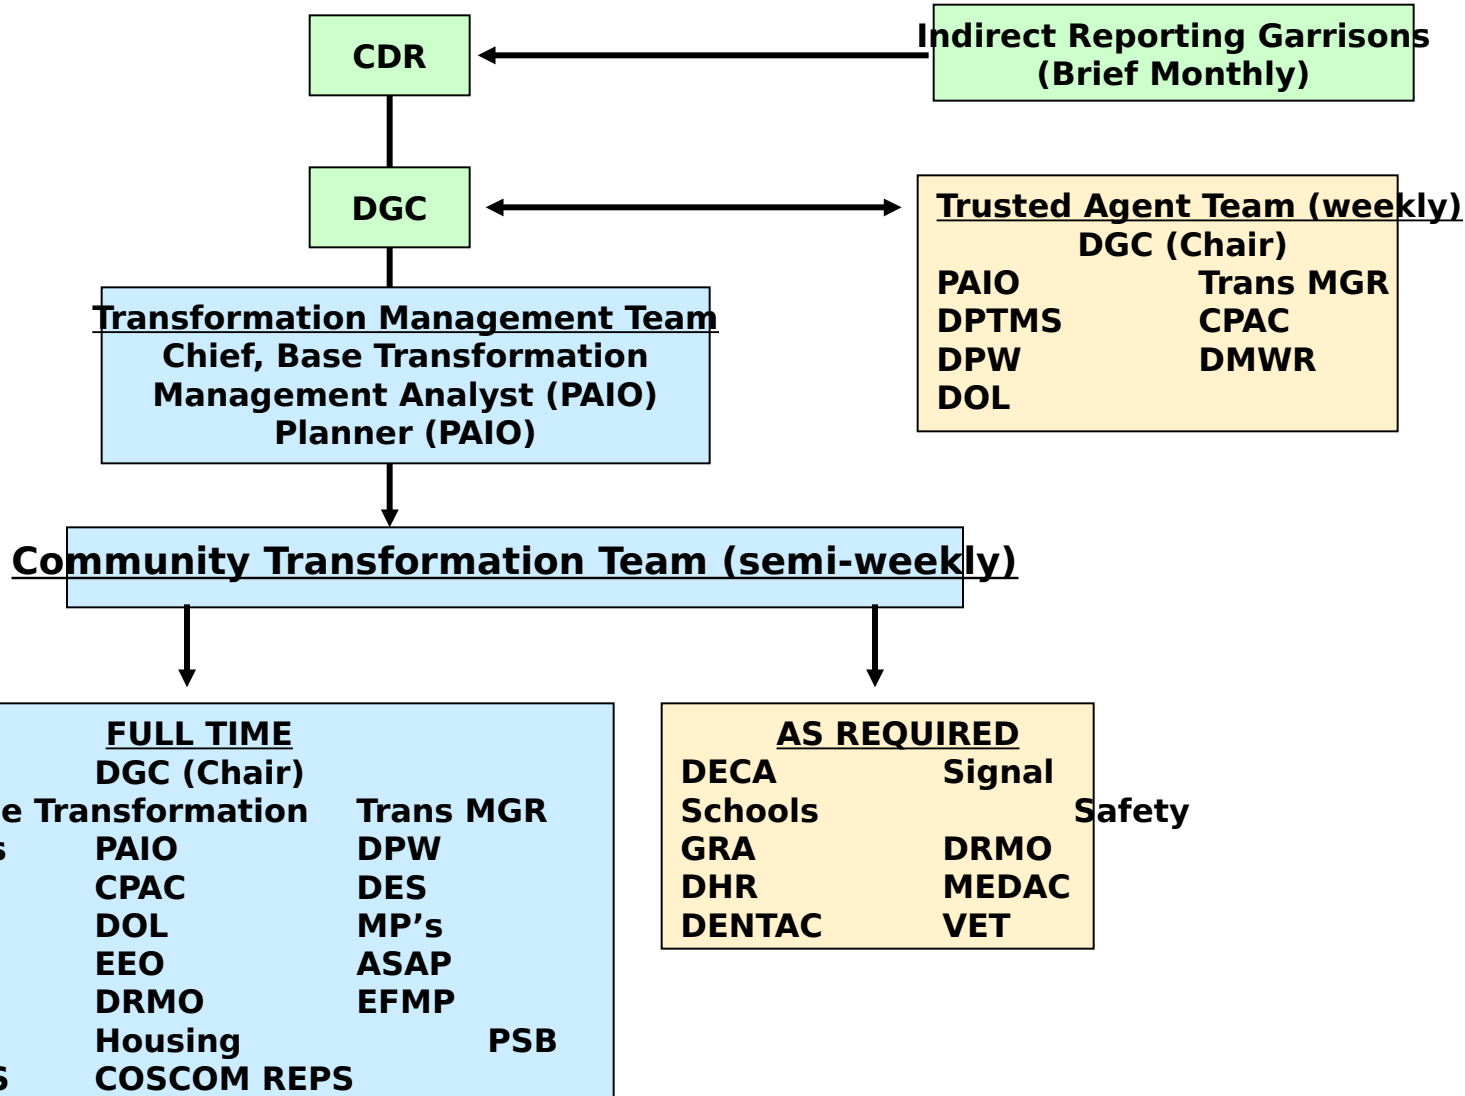 CDR
Indirect Reporting Garrisons
(Brief Monthly)
DGC
Trusted Agent Team (weekly)
DGC (Chair)
PAIO Trans MGR
DPTMS CPAC
DPW DMWR
DOL
Transformation Management Team
Chief, Base Transformation
Management Analyst (PAIO)
Planner (PAIO)
Community Transformation Team (semi-weekly)
FULL TIME
DGC (Chair)
Transformation Trans MGR
PAIO DPW
CPAC DES
DOL MP’s
EEO ASAP
DRMO EFMP
Housing PSB
COSCOM REPS
AS REQUIRED
DECA Signal
Schools Safety
GRA DRMO
DHR MEDAC
DENTAC VET